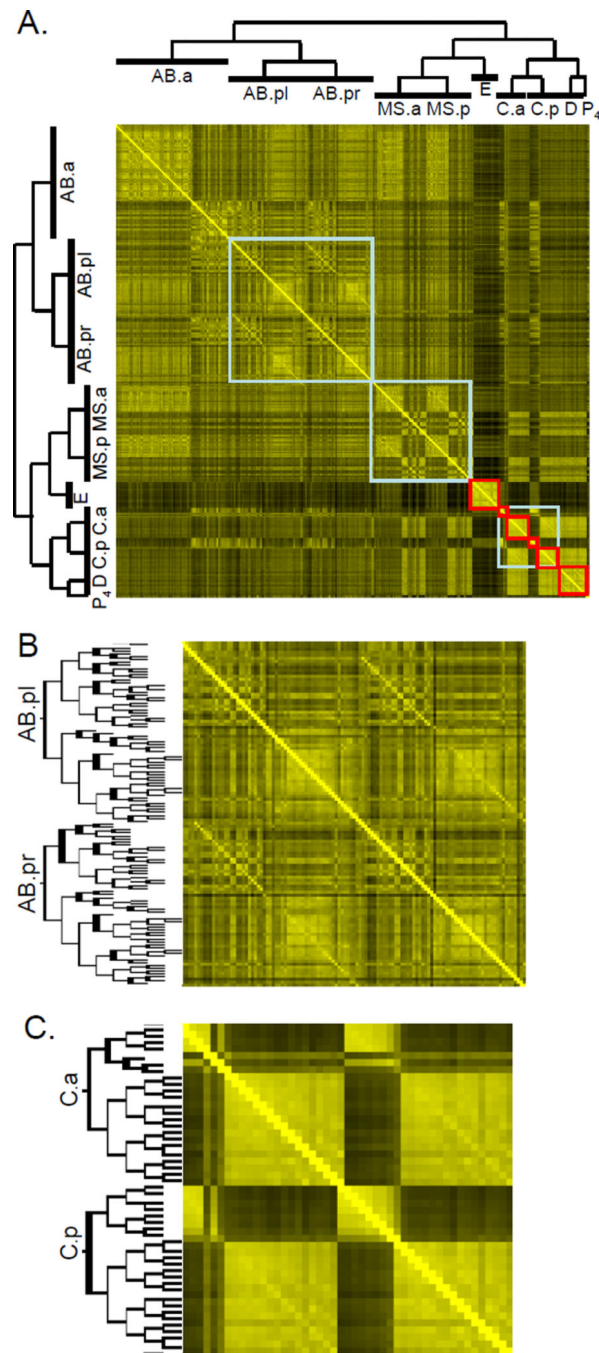 A.
AB.a
AB.pl AB.pr
MS.a MS.p
E
C.a C.p D P4
AB.a
AB.pl
AB.pr
MS.p MS.a
E
P4 D C.p C.a
B
AB.pl
AB.pr
C.
C.a
C.p